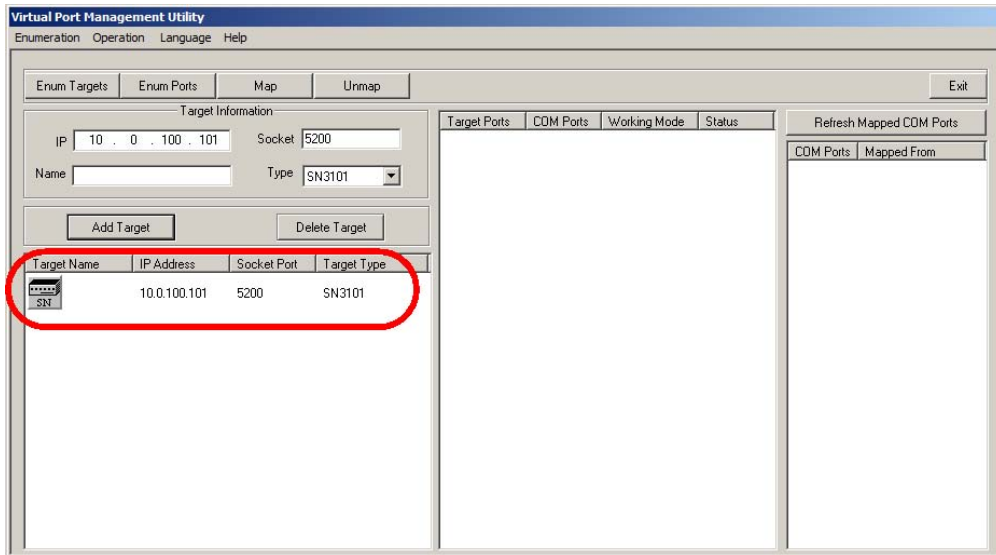 Virtual Port Management Utility
Enumeration Operation Language Help
Enum Targets Enum Ports Map Unmap Exit
Target Information
IP 10 . 0 . 100 . 101 Socket 5200
Name Type SN3101
Add Target Delete Target
Target Name IP Address Socket Port Target Type
SN 10.0.100.101 5200 SN3101
Target Ports COM Ports Working Mode Status
Refresh Mapped COM Ports
COM Ports Mapped From